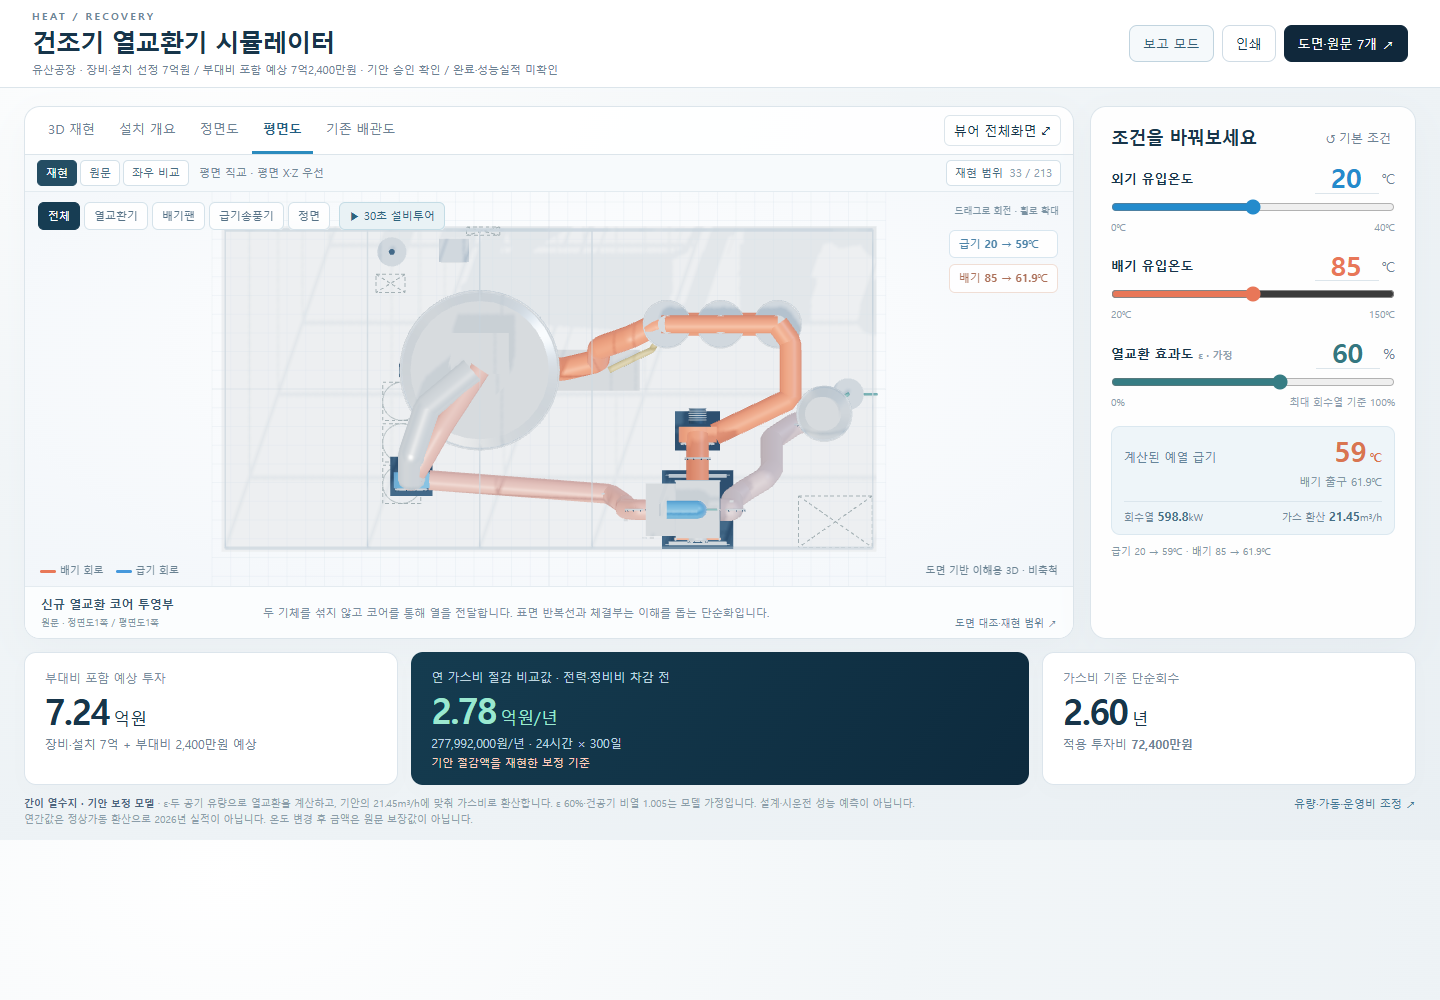 HEAT / RECOVERY
건조기 열교환기 시뮬레이터
유산공장 · 장비·설치 선정 7억원 / 부대비 포함 예상 7억2,400만원 · 기안 승인 확인 / 완료·성능실적 미확인
보고 모드
인쇄
도면·원문 7개 ↗
3D 재현
설치 개요
정면도
평면도
기존 배관도
뷰어 전체화면 ⤢
재현
원문
좌우 비교
평면 직교 · 평면 X-Z 우선
재현 범위 33 / 213
전체
열교환기
배기팬
급기송풍기
정면
▶ 30초 설비투어
드래그로 회전 · 휠로 확대
급기 20 → 59℃
배기 85 → 61.9℃
배기 회로
급기 회로
도면 기반 이해용 3D · 비축척
신규 열교환 코어 투영부
원문 · 정면도1쪽 / 평면도1쪽
두 기체를 섞지 않고 코어를 통해 열을 전달합니다. 표면 반복선과 체결부는 이해를 돕는 단순화입니다.
도면 대조·재현 범위 ↗
조건을 바꿔보세요
↺ 기본 조건
외기 유입온도
20 ℃
0℃
40℃
배기 유입온도
85 ℃
20℃
150℃
열교환 효과도 ε · 가정
60 %
0%
최대 회수열 기준 100%
계산된 예열 급기
59 ℃
배기 출구 61.9℃
회수열 598.8kW
가스 환산 21.45m³/h
급기 20 → 59℃ · 배기 85 → 61.9℃
부대비 포함 예상 투자
7.24 억원
장비·설치 7억 + 부대비 2,400만원 예상
연 가스비 절감 비교값 · 전력·정비비 차감 전
2.78 억원/년
277,992,000원/년 · 24시간 × 300일
기안 절감액을 재현한 보정 기준
가스비 기준 단순회수
2.60 년
적용 투자비 72,400만원
간이 열수지 · 기안 보정 모델 · ε·두 공기 유량으로 열교환을 계산하고, 기안의 21.45m³/h에 맞춰 가스비로 환산합니다. ε 60%·건공기 비열 1.005는 모델 가정입니다. 설계·시운전 성능 예측이 아닙니다.
연간값은 정상가동 환산으로 2026년 실적이 아닙니다. 온도 변경 후 금액은 원문 보장값이 아닙니다.
유량·가동·운영비 조정 ↗